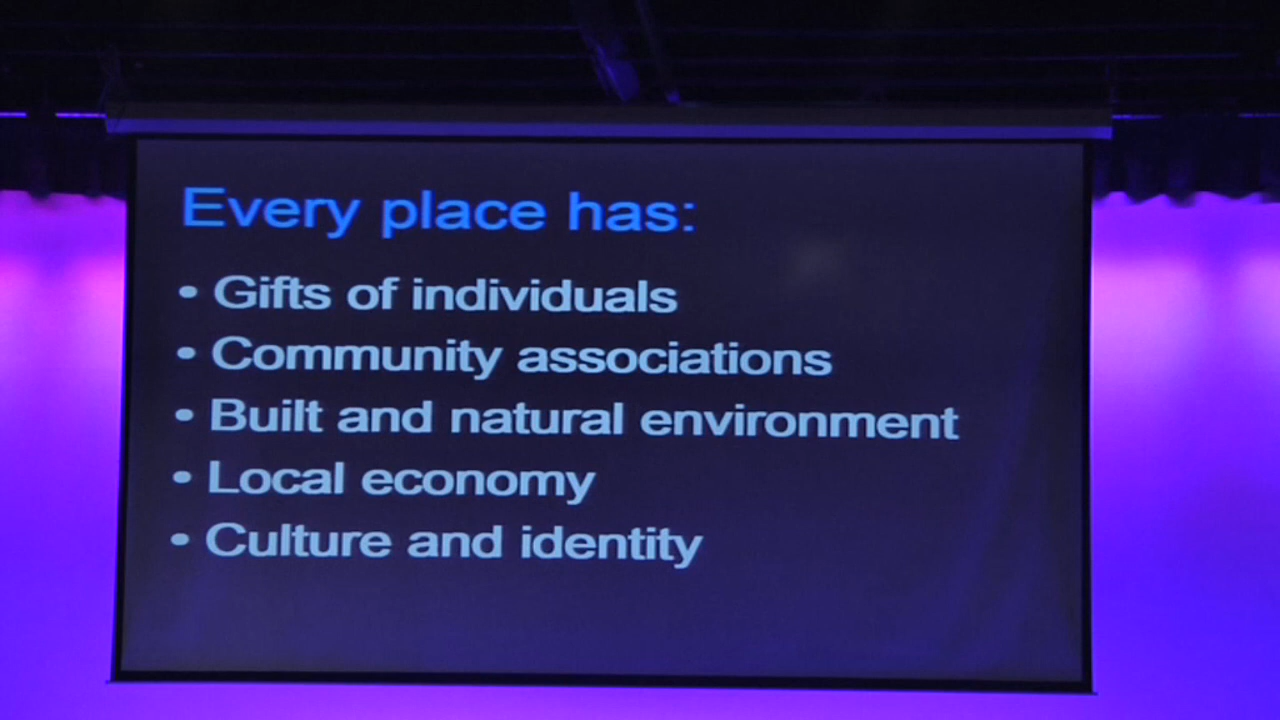 Every place has:
• Gifts of individuals
• Community associations
• Built and natural environment
• Local economy
• Culture and identity